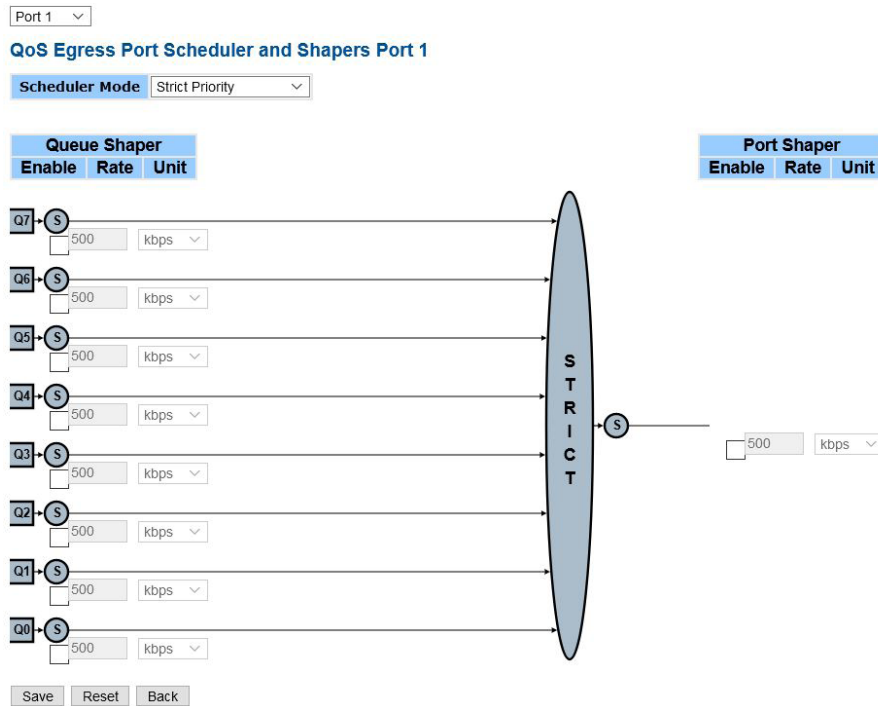 Port 1
QoS Egress Port Scheduler and Shapers Port 1
Scheduler Mode Strict Priority
Queue Shaper Port Shaper
Enable Rate Unit Enable Rate Unit
Q7 S
500 kbps
Q6 S
500 kbps
Q5 S
500 kbps
Q4 S
500 kbps
STRICT
S
500 kbps
Q3 S
500 kbps
Q2 S
500 kbps
Q1 S
500 kbps
Q0 S
500 kbps
Save Reset Back